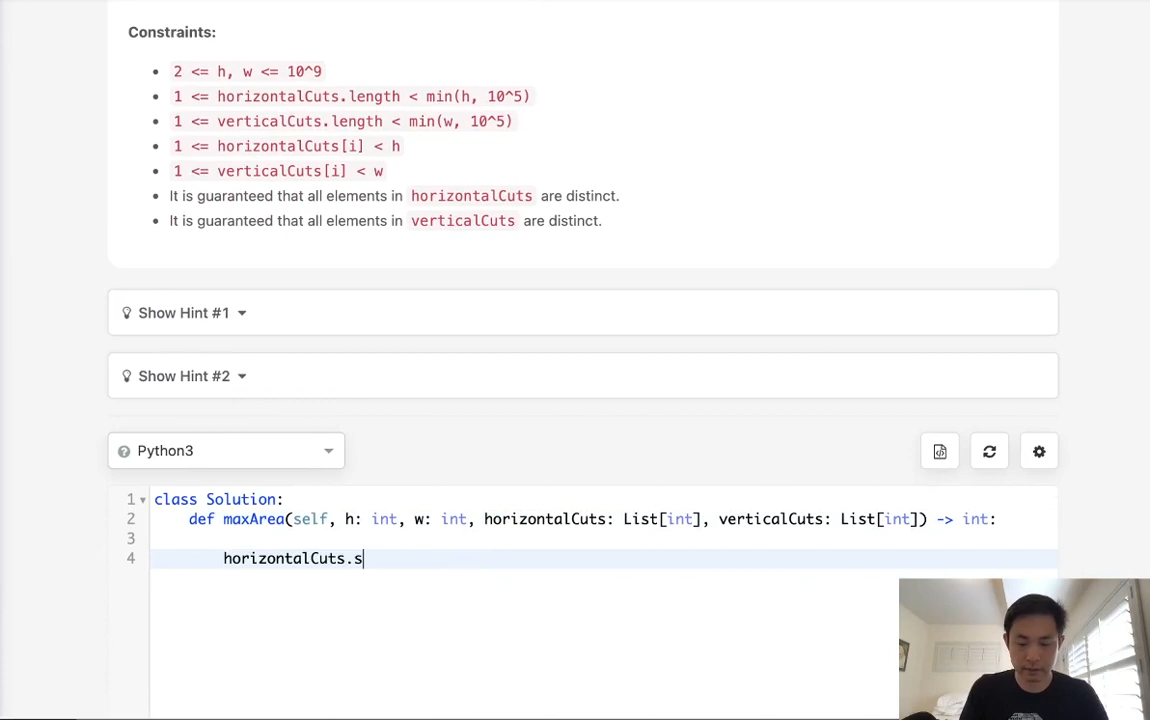 Constraints:
2 <= h, w <= 10^9
1 <= horizontalCuts.length < min(h, 10^5)
1 <= verticalCuts.length < min(w, 10^5)
1 <= horizontalCuts[i] < h
1 <= verticalCuts[i] < w
It is guaranteed that all elements in horizontalCuts are distinct.
It is guaranteed that all elements in verticalCuts are distinct.
Show Hint #1
Show Hint #2
Python3
1 class Solution:
2 def maxArea(self, h: int, w: int, horizontalCuts: List[int], verticalCuts: List[int]) -> int:
3
4 horizontalCuts.s